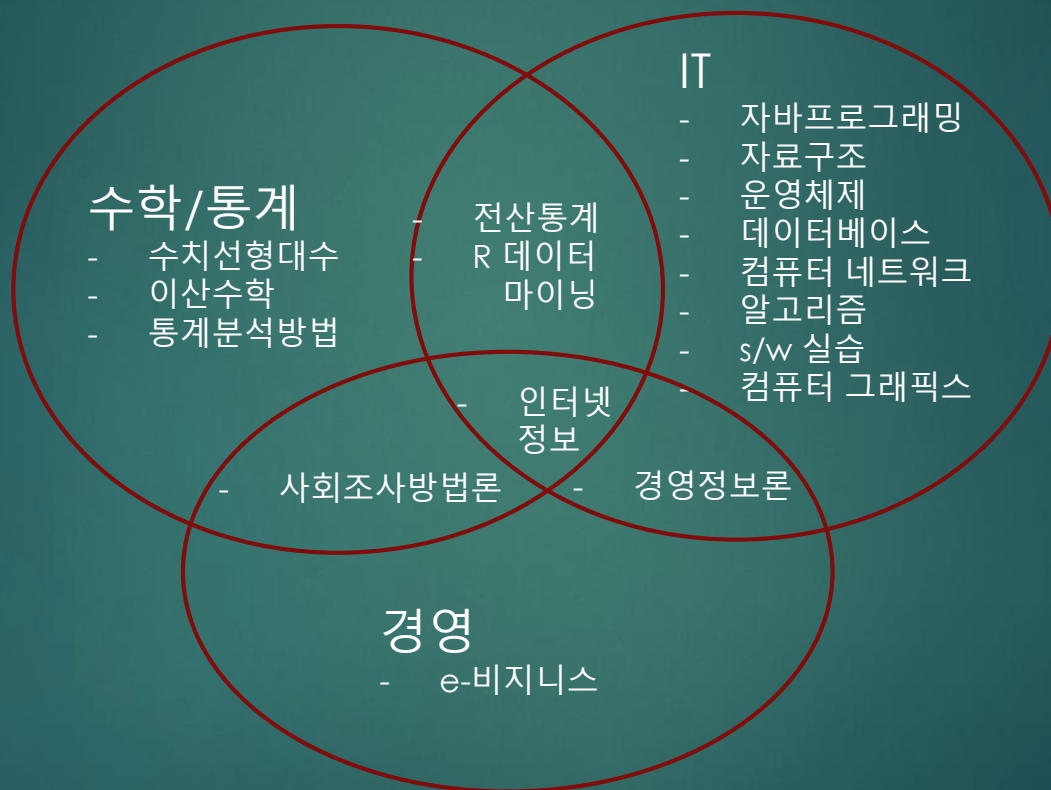 수학/통계
- 수치선형대수
- 이산수학
- 통계분석방법
- 전산통계
- R 데이터
마이닝
IT
- 자바프로그래밍
- 자료구조
- 운영체제
- 데이터베이스
- 컴퓨터 네트워크
- 알고리즘
- s/w 실습
- 컴퓨터 그래픽스
- 인터넷
정보
- 사회조사방법론
- 경영정보론
경영
- e-비지니스